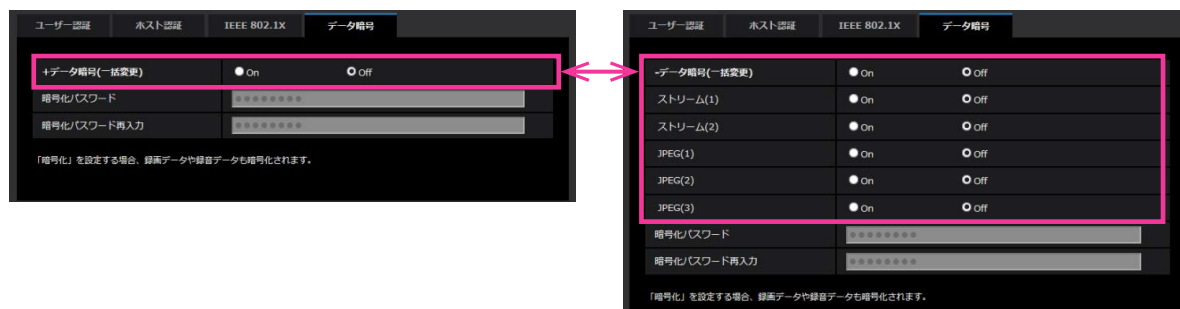 ユーザー認証 ホスト認証 IEEE 802.1X データ暗号
+データ暗号(一括変更) On Off
暗号化パスワード
暗号化パスワード再入力
「暗号化」を設定する場合、録画データや録音データも暗号化されます。
ユーザー認証 ホスト認証 IEEE 802.1X データ暗号
-データ暗号(一括変更) On Off
ストリーム(1) On Off
ストリーム(2) On Off
JPEG(1) On Off
JPEG(2) On Off
JPEG(3) On Off
暗号化パスワード
暗号化パスワード再入力
「暗号化」を設定する場合、録画データや録音データも暗号化されます。